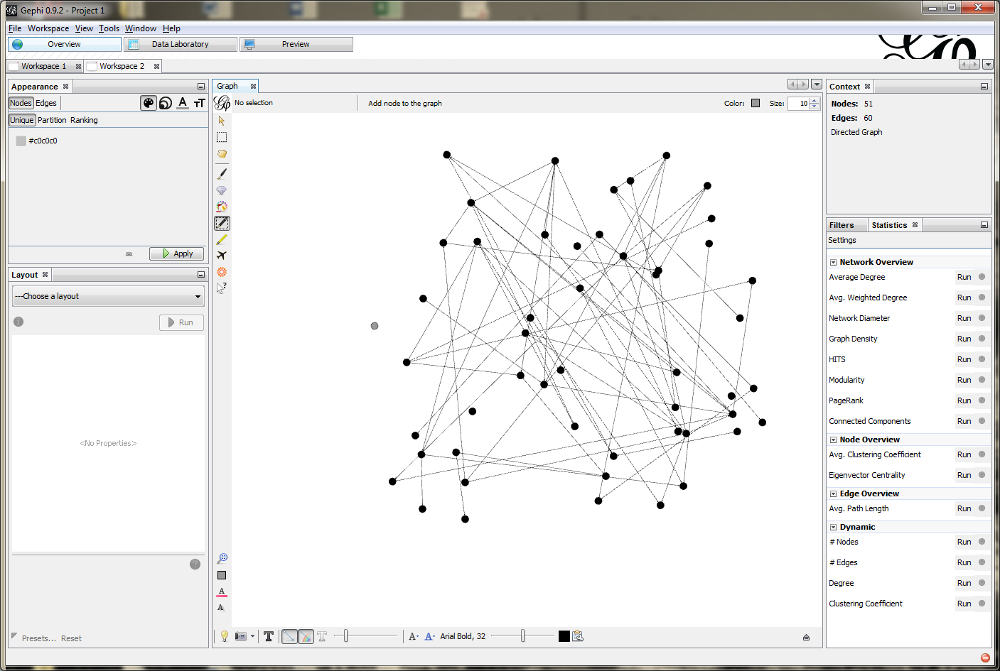 Gephi 0.9.2 - Project 1
File Workspace View Tools Window Help
Overview Data Laboratory Preview
Workspace 1 Workspace 2
Appearance
Nodes Edges
Unique Partition Ranking
#c0c0c0
Apply
Layout
---Choose a layout
Run
<No Properties>
Presets... Reset
Graph
No selection Add node to the graph Color: Size: 10
Arial Bold, 32
Context
Nodes: 51
Edges: 60
Directed Graph
Filters Statistics
Settings
Network Overview
Average Degree Run
Avg. Weighted Degree Run
Network Diameter Run
Graph Density Run
HITS Run
Modularity Run
PageRank Run
Connected Components Run
Node Overview
Avg. Clustering Coefficient Run
Eigenvector Centrality Run
Edge Overview
Avg. Path Length Run
Dynamic
# Nodes Run
# Edges Run
Degree Run
Clustering Coefficient Run